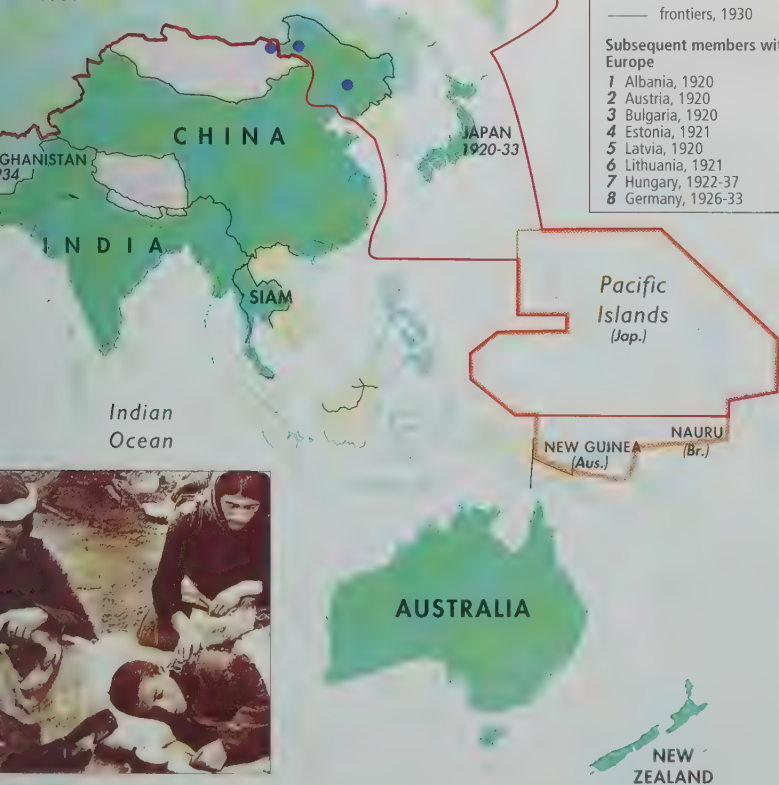 frontiers, 1930
Subsequent members
Europe
1 Albania, 1920
2 Austria, 1920
3 Bulgaria, 1920
4 Estonia, 1921
5 Latvia, 1920
6 Lithuania, 1921
7 Hungary, 1922-37
8 Germany, 1926-33
CHINA
JAPAN
1920-33
GHANISTAN
934
INDIA
SIAM
Pacific
Islands
(Jap.)
Indian
Ocean
NEW GUINEA
(Aus.)
NAURU
(Br.)
AUSTRALIA
NEW
ZEALAND